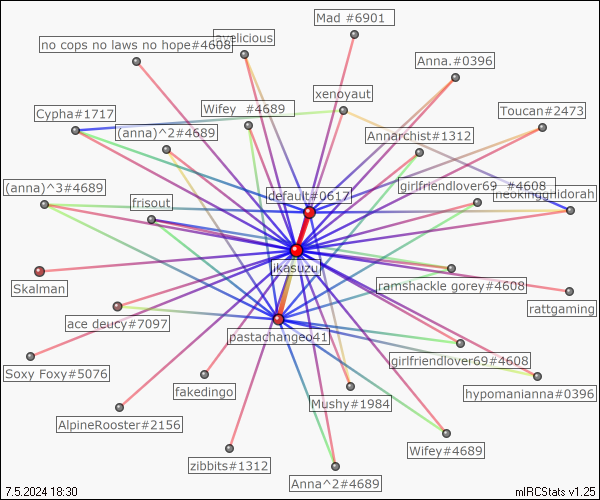 Mad #6901
no cops no laws no hope#4608
avelicious
Anna.#0396
xenoyaut
Cypha#1717
Wifey  #4689
Toucan#2473
(anna)^2#4689
Annarchist#1312
(anna)^3#4689
girlfriendlover69  #4608
default#0617
neokingghidorah
frisout
ikasuzui
Skalman
ramshackle gorey#4608
rattgaming
ace deucy#7097
pastachangeo41
girlfriendlover69#4608
Soxy Foxy#5076
fakedingo
hypomanianna#0396
Mushy#1984
AlpineRooster#2156
Wifey#4689
zibbits#1312
Anna^2#4689
7.5.2024 18:30
mIRCStats v1.25